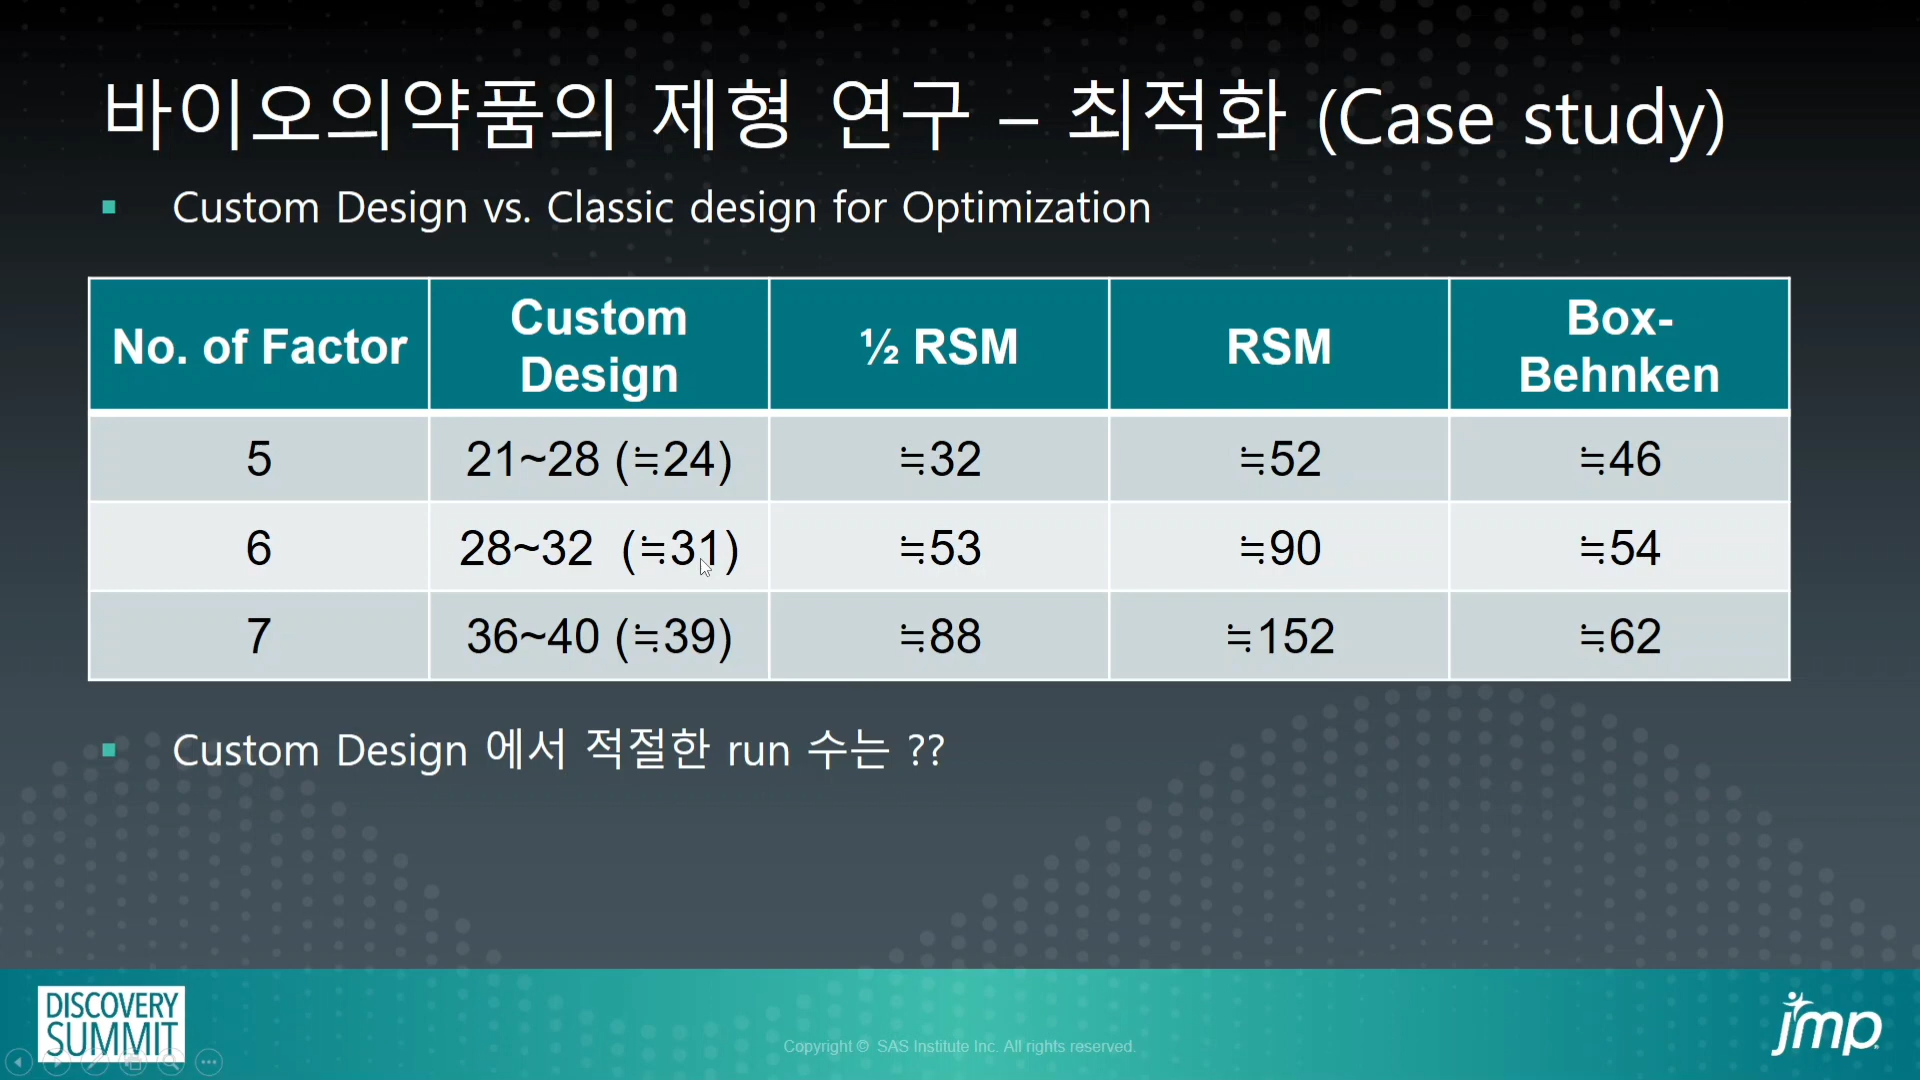 바이오의약품의 제형 연구 – 최적화 (Case study)
▪ Custom Design vs. Classic design for Optimization
No. of Factor
Custom
Design
½ RSM
RSM
Box-
Behnken
5 21~28 (≒24) ≒32 ≒52 ≒46
6 28~32 (≒31) ≒53 ≒90 ≒54
7 36~40 (≒39) ≒88 ≒152 ≒62
▪ Custom Design 에서 적절한 run 수는 ??
DISCOVERY
SUMMIT
Copyright © SAS Institute Inc. All rights reserved.
jmp